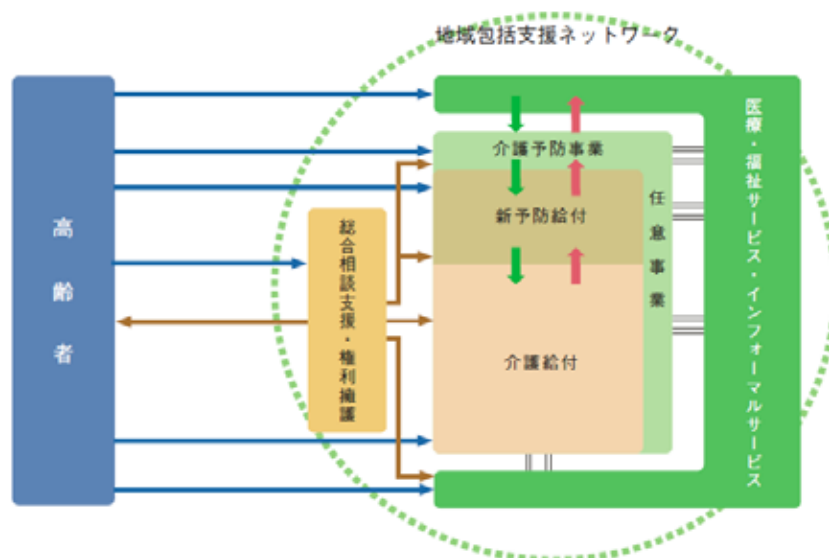 地域包括支援ネットワーク
高齢者
総合相談支援・権利擁護
介護予防事業
新予防給付
介護給付
任意事業
医療・福祉サービス・インフォーマルサービス